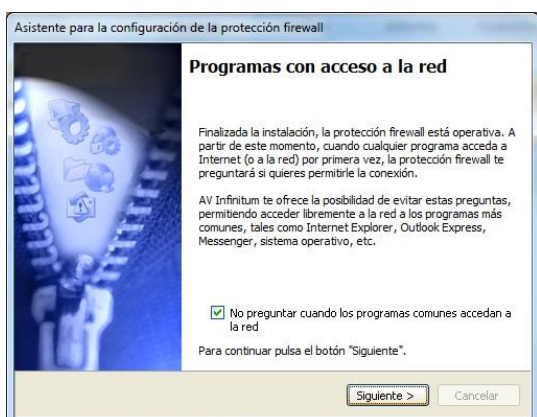 Asistente para la configuración de la protección firewall
Programas con acceso a la red
Finalizada la instalación, la protección firewall está operativa. A
partir de este momento, cuando cualquier programa acceda a
Internet (o a la red) por primera vez, la protección firewall te
preguntará si quieres permitirle la conexión.
AV Infinitum te ofrece la posibilidad de evitar estas preguntas,
permitiendo acceder libremente a la red a los programas más
comunes, tales como Internet Explorer, Outlook Express,
Messenger, sistema operativo, etc.
No preguntar cuando los programas comunes accedan a
la red
Para continuar pulsa el botón "Siguiente".
Siguiente >
Cancelar